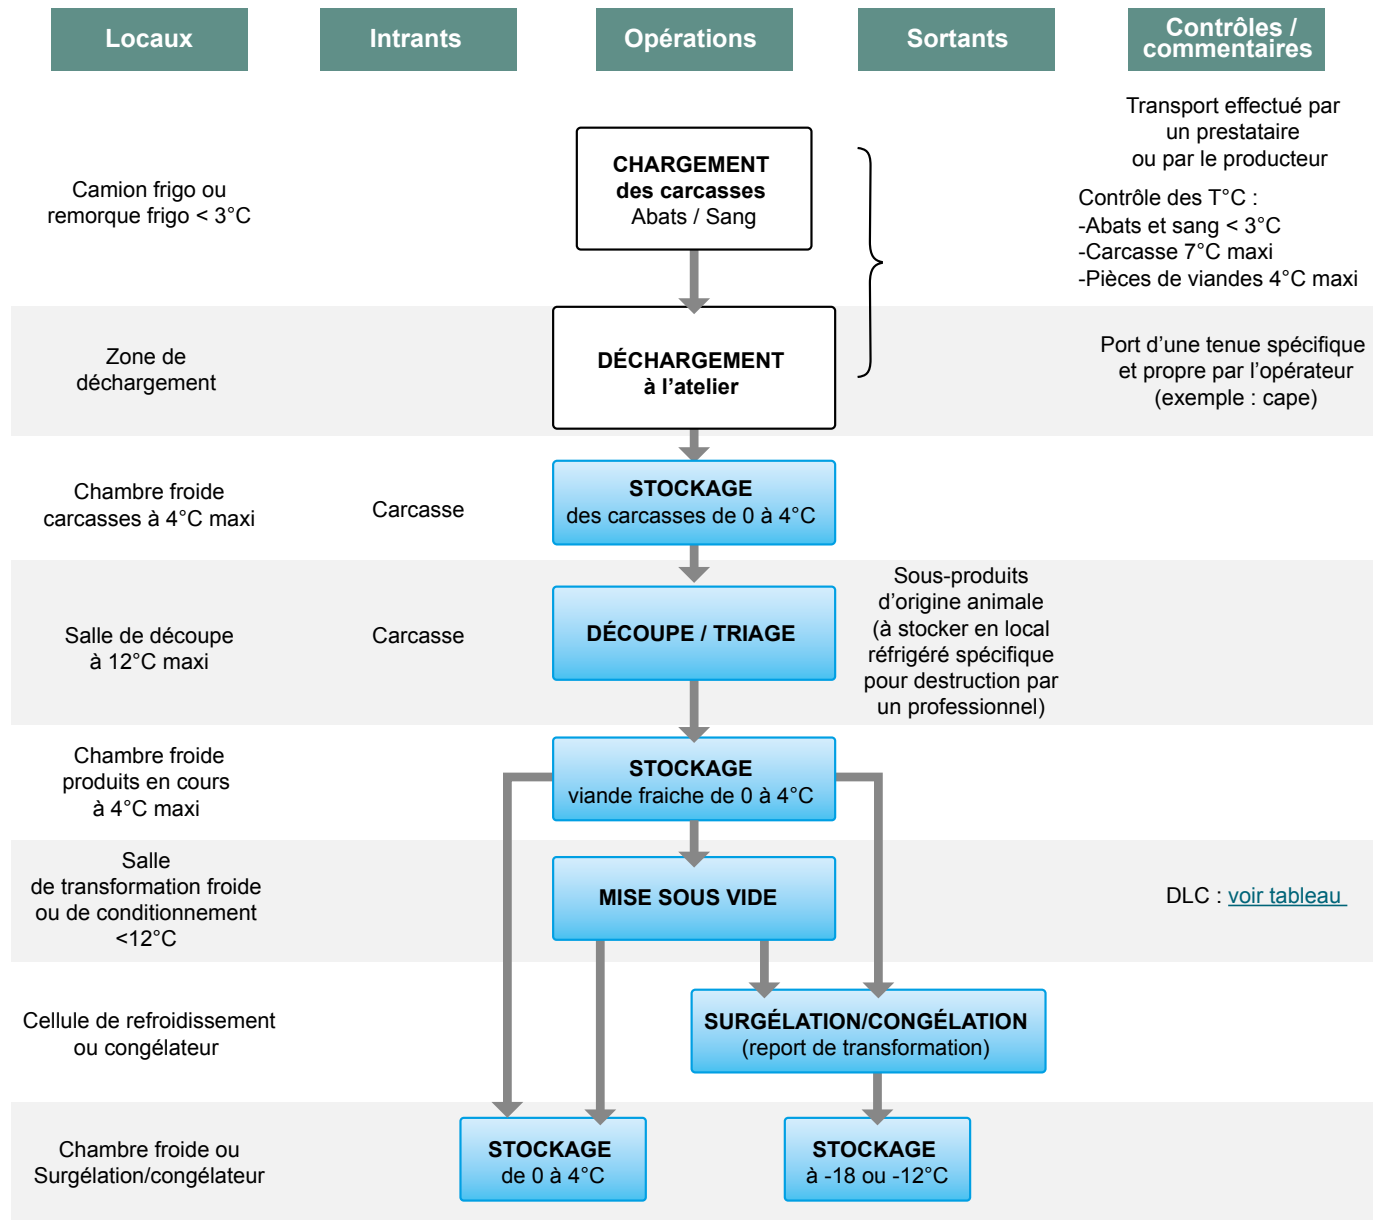 Locaux
Intrants
Opérations
Sortants
Contrôles /
commentaires
Camion frigo ou
remorque frigo < 3°C
CHARGEMENT
des carcasses
Abats / Sang
Transport effectué par
un prestataire
ou par le producteur
Contrôle des T°C :
-Abats et sang < 3°C
-Carcasse 7°C maxi
-Pièces de viandes 4°C maxi
Zone de
déchargement
DÉCHARGEMENT
à l’atelier
Port d’une tenue spécifique
et propre par l’opérateur
(exemple : cape)
Chambre froide
carcasses à 4°C maxi
Carcasse
STOCKAGE
des carcasses de 0 à 4°C
Salle de découpe
à 12°C maxi
Carcasse
DÉCOUPE / TRIAGE
Sous-produits
d’origine animale
(à stocker en local
réfrigéré spécifique
pour destruction par
un professionnel)
Chambre froide
produits en cours
à 4°C maxi
STOCKAGE
viande fraiche de 0 à 4°C
Salle
de transformation froide
ou de conditionnement
<12°C
MISE SOUS VIDE
DLC : voir tableau
Cellule de refroidissement
ou congélateur
SURGÉLATION/CONGÉLATION
(report de transformation)
Chambre froide ou
Surgélation/congélateur
STOCKAGE
de 0 à 4°C
STOCKAGE
à -18 ou -12°C